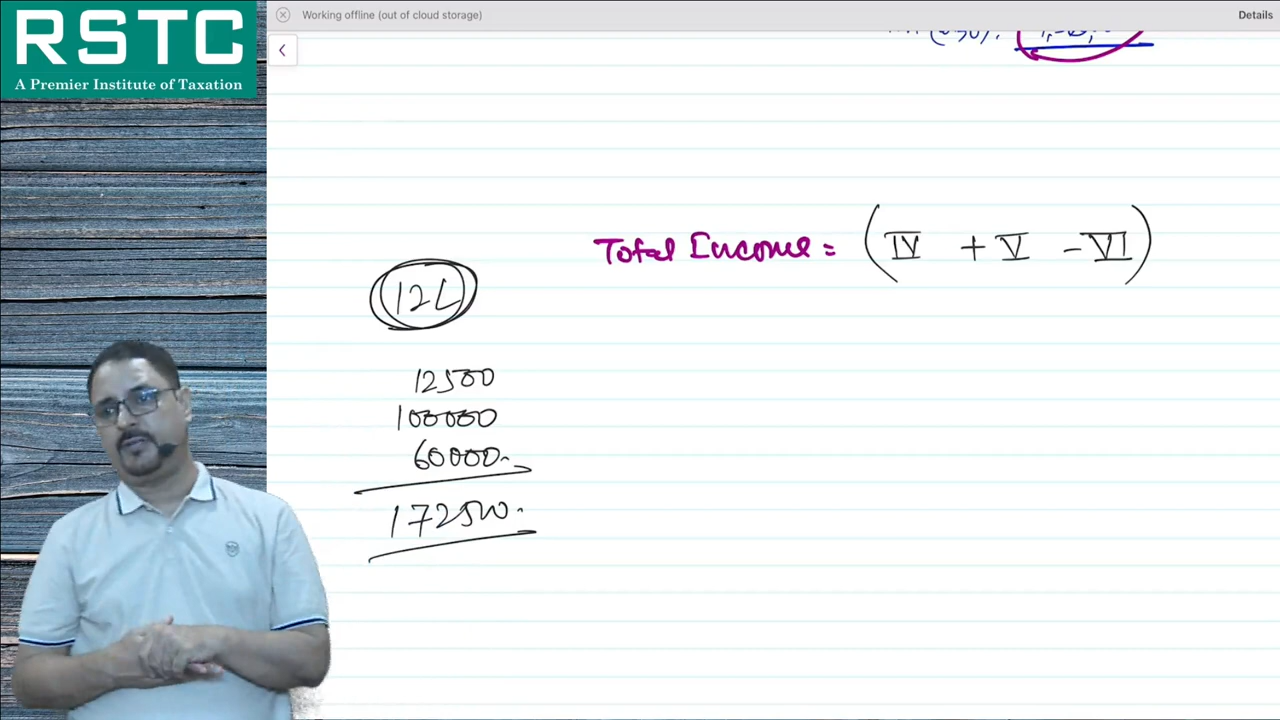 RSTC
A Premier Institute of Taxation
Working offline (out of cloud storage)
Details
Total Income = (IV + V - VI)
12L
12500
100000
60000
172500